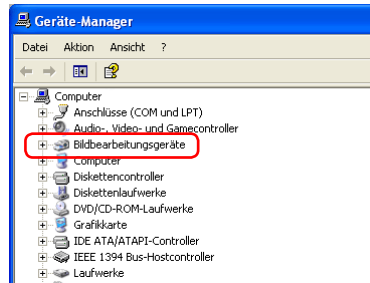 Geräte-Manager
Datei Aktion Ansicht ?
Computer
Anschlüsse (COM und LPT)
Audio-, Video- und Gamecontroller
Bildbearbeitungsgeräte
Computer
Diskettencontroller
Diskettenlaufwerke
DVD/CD-ROM-Laufwerke
Grafikkarte
IDE ATA/ATAPI-Controller
IEEE 1394 Bus-Hostcontroller
Laufwerke